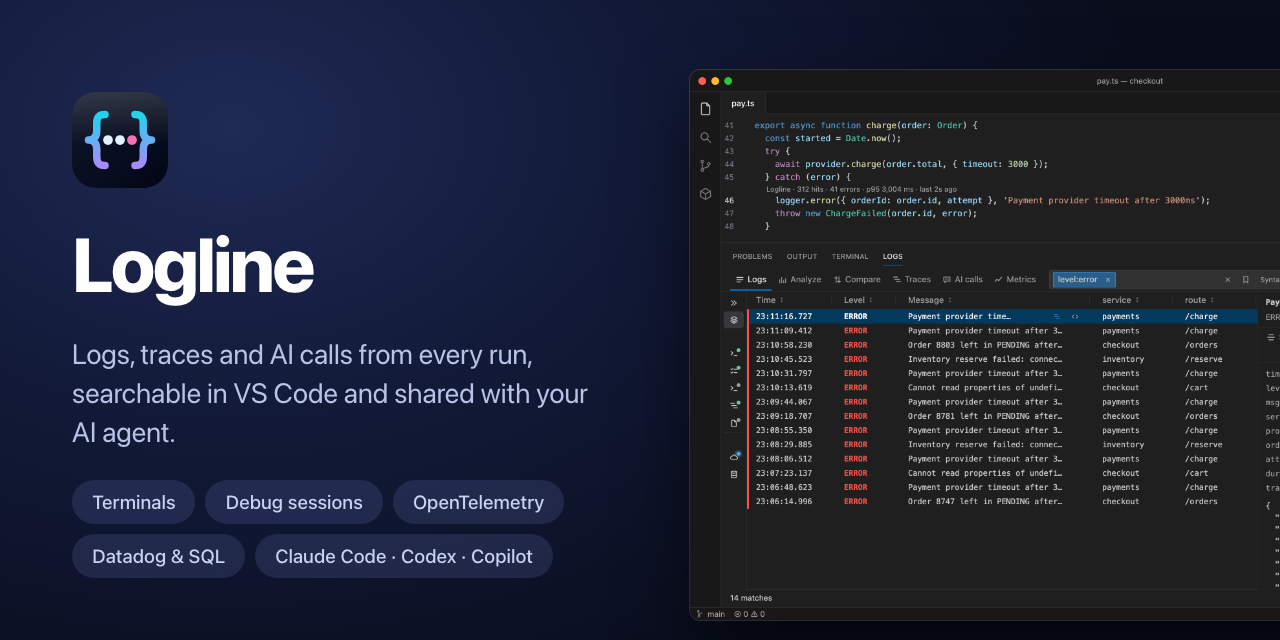 Logline
Logs, traces and AI calls from every run,
searchable in VS Code and shared with your
AI agent.
Terminals
Debug sessions
OpenTelemetry
Datadog & SQL
Claude Code · Codex · Copilot
pay.ts — checkout
pay.ts
41 export async function charge(order: Order) {
42 const started = Date.now();
43 try {
44 await provider.charge(order.total, { timeout: 3000 });
45 } catch (error) {
Logline · 312 hits · 41 errors · p95 3,004 ms · last 2s ago
46 logger.error({ orderId: order.id, attempt }, 'Payment provider timeout after 3000ms');
47 throw new ChargeFailed(order.id, error);
48 }
PROBLEMS OUTPUT TERMINAL LOGS
Logs Analyze Compare Traces AI calls Metrics level:error × × Synta
Time Level Message service route Pay
23:11:16.727 ERROR Payment provider time… payments /charge ERR
23:11:09.412 ERROR Payment provider timeout after 3… payments /charge
23:10:58.230 ERROR Order 8803 left in PENDING after… checkout /orders
23:10:45.523 ERROR Inventory reserve failed: connec… inventory /reserve
23:10:31.797 ERROR Payment provider timeout after 3… payments /charge tim
23:10:13.619 ERROR Cannot read properties of undefi… checkout /cart lev
23:09:44.067 ERROR Payment provider timeout after 3… payments /charge msg
23:09:18.707 ERROR Order 8781 left in PENDING after… checkout /orders ser
23:08:55.350 ERROR Payment provider timeout after 3… payments /charge pro
23:08:29.885 ERROR Inventory reserve failed: connec… inventory /reserve ord
23:08:06.512 ERROR Payment provider timeout after 3… payments /charge att
23:07:23.137 ERROR Cannot read properties of undefi… checkout /cart dur
23:06:48.623 ERROR Payment provider timeout after 3… payments /charge tra
23:06:14.996 ERROR Order 8747 left in PENDING after… checkout /orders
{
"
"
"
"
"
"
"
14 matches
main 0 0